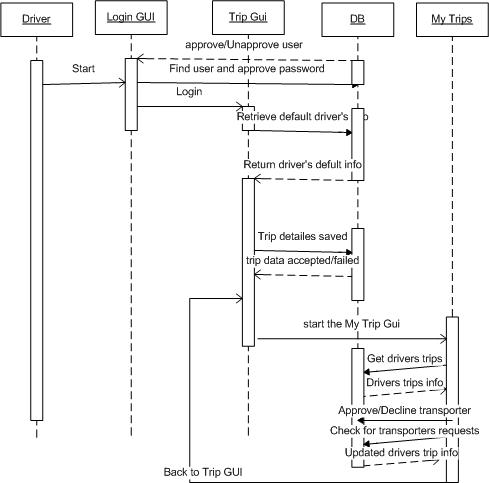 Driver
Login GUI
Trip Gui
DB
My Trips
approve/Unapprove user
Start
Find user and approve password
Login
Retrieve default driver's
Return driver's defult info
Trip detailes saved
trip data accepted/failed
start the My Trip Gui
Get drivers trips
Drivers trips info
Approve/Decline transporter
Check for transporters requests
Updated drivers trip info
Back to Trip GUI